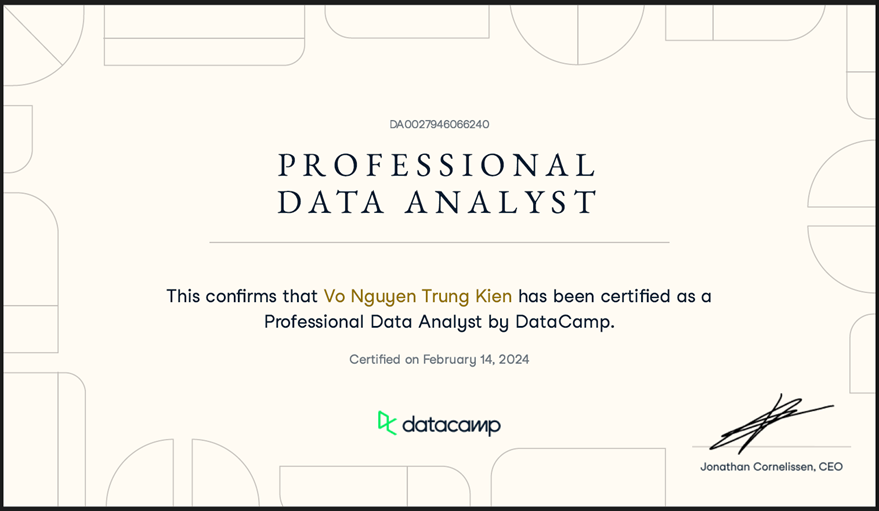 DA0027946066240
PROFESSIONAL
DATA ANALYST
This confirms that Vo Nguyen Trung Kien has been certified as a
Professional Data Analyst by DataCamp.
Certified on February 14, 2024
datacamp
Jonathan Cornelissen, CEO